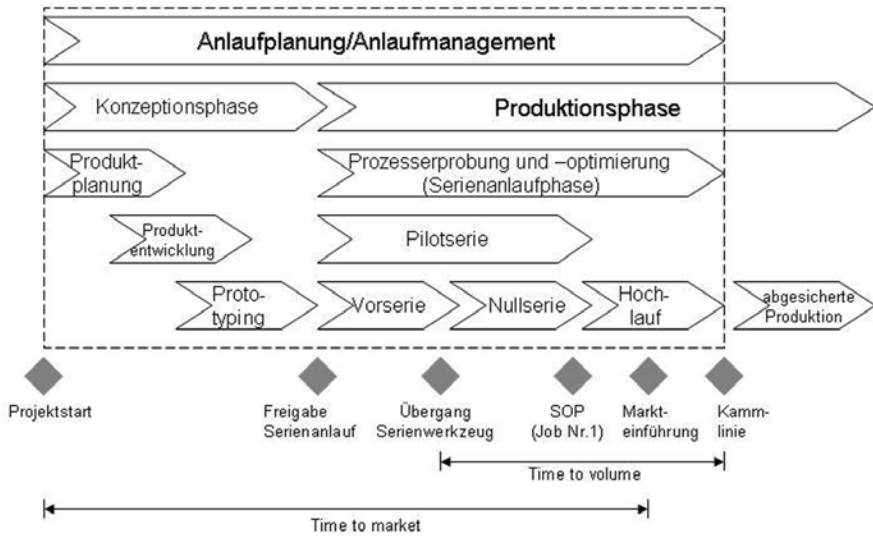 Anlaufplanung/Anlaufmanagement
Konzeptionsphase
Produktionsphase
Produkt-
planung
Prozesserprobung und –optimierung
(Serienanlaufphase)
Produkt-
entwicklung
Pilotserie
Proto-
typing
Vorserie
Nullserie
Hoch-
lauf
abgesicherte
Produktion
Projektstart
Freigabe
Serienanlauf
Übergang
Serienwerkzeug
SOP
(Job Nr.1)
Markt-
einführung
Kamm-
linie
Time to volume
Time to market